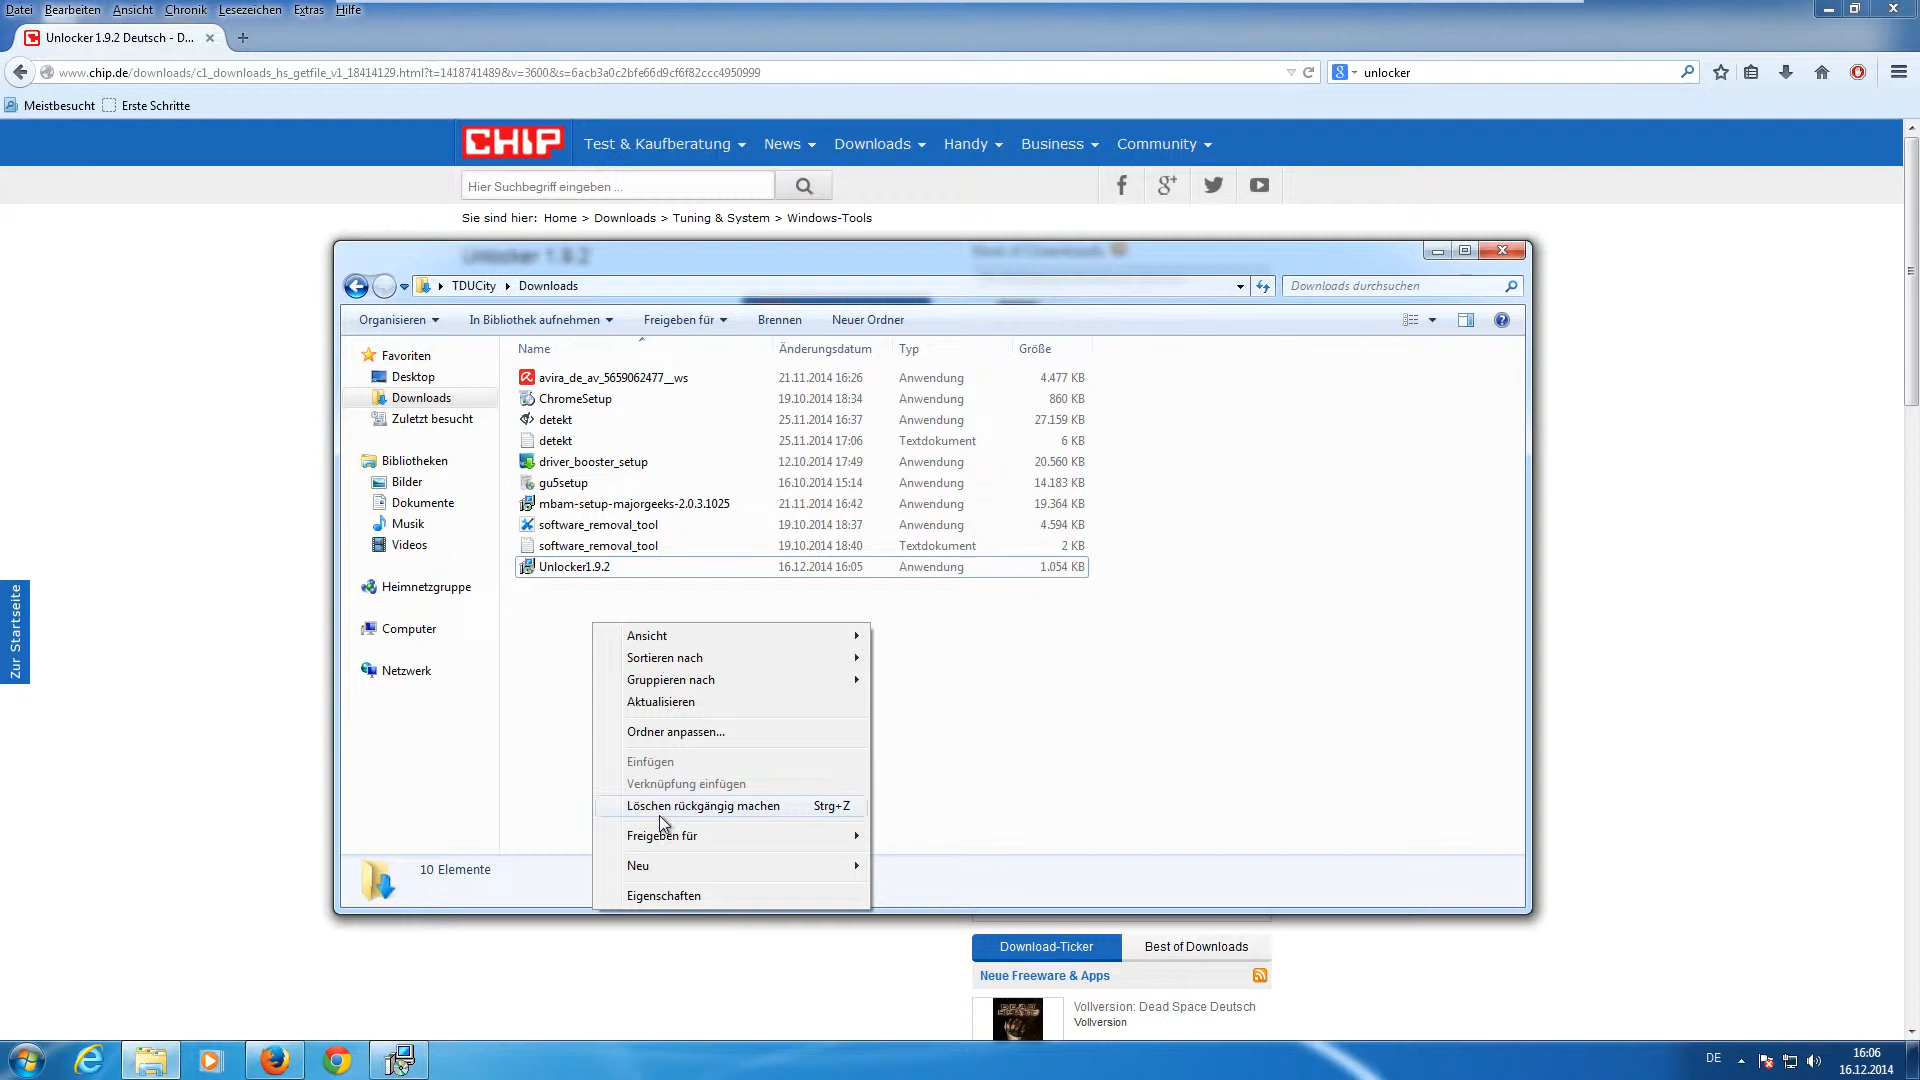 Datei Bearbeiten Ansicht Chronik Lesezeichen Extras Hilfe
Unlocker 1.9.2 Deutsch - D...
www.chip.de/downloads/c1_downloads_hs_getfile_v1_18414129.html?t=1418741489&v=3600&s=6acb3a0c2bfe66d9cf6f82ccc4950999
unlocker
Meistbesucht Erste Schritte
CHIP Test & Kaufberatung News Downloads Handy Business Community
Hier Suchbegriff eingeben ...
Sie sind hier: Home > Downloads > Tuning & System > Windows-Tools
Unlocker 1.9.2 Best of Downloads
TDUCity Downloads
Downloads durchsuchen
Organisieren In Bibliothek aufnehmen Freigeben für Brennen Neuer Ordner
Name Änderungsdatum Typ Größe
Favoriten
Desktop
Downloads
Zuletzt besucht
Bibliotheken
Bilder
Dokumente
Musik
Videos
Heimnetzgruppe
Computer
Netzwerk
avira_de_av_5659062477__ws 21.11.2014 16:26 Anwendung 4.477 KB
ChromeSetup 19.10.2014 18:34 Anwendung 860 KB
detekt 25.11.2014 16:37 Anwendung 27.159 KB
detekt 25.11.2014 17:06 Textdokument 6 KB
driver_booster_setup 12.10.2014 17:49 Anwendung 20.560 KB
gu5setup 16.10.2014 15:14 Anwendung 14.183 KB
mbam-setup-majorgeeks-2.0.3.1025 21.11.2014 16:42 Anwendung 19.364 KB
software_removal_tool 19.10.2014 18:37 Anwendung 4.594 KB
software_removal_tool 19.10.2014 18:40 Textdokument 2 KB
Unlocker1.9.2 16.12.2014 16:05 Anwendung 1.054 KB
Ansicht
Sortieren nach
Gruppieren nach
Aktualisieren
Ordner anpassen...
Einfügen
Verknüpfung einfügen
Löschen rückgängig machen Strg+Z
Freigeben für
Neu
Eigenschaften
10 Elemente
Zur Startseite
Download-Ticker Best of Downloads
Neue Freeware & Apps
DEAD SPACE
Vollversion: Dead Space Deutsch
Vollversion
DE
16:06
16.12.2014